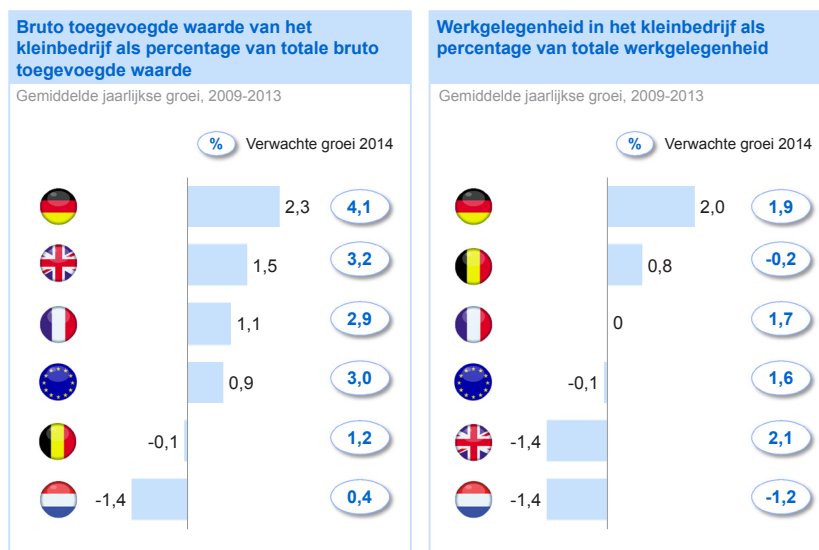 Bruto toegevoegde waarde van het
kleinbedrijf als percentage van totale bruto
toegevoegde waarde
Gemiddelde jaarlijkse groei, 2009-2013
% Verwachte groei 2014
2,3 4,1
1,5 3,2
1,1 2,9
0,9 3,0
-0,1 1,2
-1,4 0,4
Werkgelegenheid in het kleinbedrijf als
percentage van totale werkgelegenheid
Gemiddelde jaarlijkse groei, 2009-2013
% Verwachte groei 2014
2,0 1,9
0,8 -0,2
0 1,7
-0,1 1,6
-1,4 2,1
-1,4 -1,2